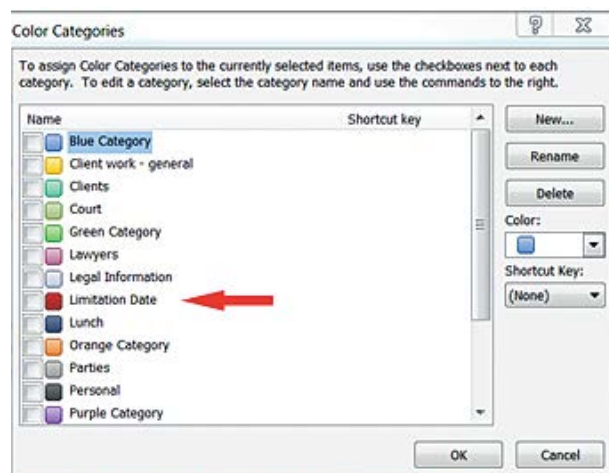 Color Categories
To assign Color Categories to the currently selected items, use the checkboxes next to each
category. To edit a category, select the category name and use the commands to the right.
Name Shortcut key
Blue Category
Client work - general
Clients
Court
Green Category
Lawyers
Legal Information
Limitation Date
Lunch
Orange Category
Parties
Personal
Purple Category
New...
Rename
Delete
Color:
Shortcut Key:
(None)
OK Cancel